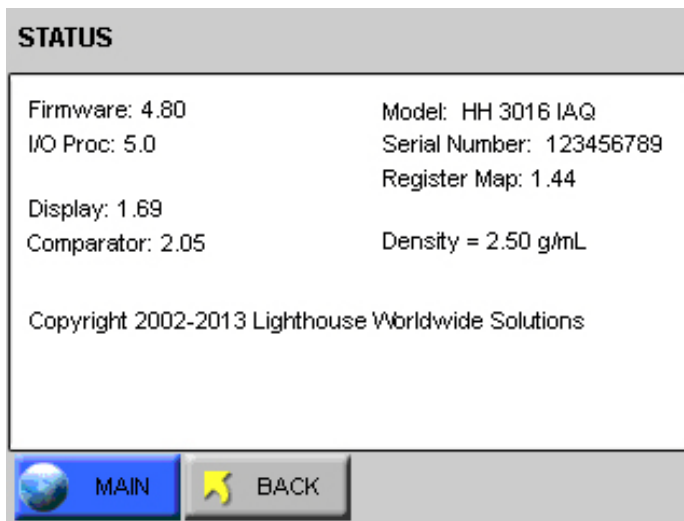 STATUS
Firmware: 4.80
I/O Proc: 5.0
Display: 1.69
Comparator: 2.05
Model: HH 3016 IAQ
Serial Number: 123456789
Register Map: 1.44
Density = 2.50 g/mL
Copyright 2002-2013 Lighthouse Worldwide Solutions
MAIN
BACK